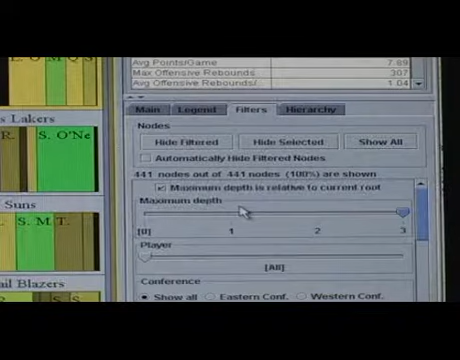 L O M Q S
Avg Points/Game 7.89
Max Offensive Rebounds 307
Avg Offensive Rebounds/ 1.04
Main Legend Filters Hierarchy
s Lakers
Nodes
R. S. O'Ne
Hide Filtered Hide Selected Show All
Automatically Hide Filtered Nodes
441 nodes out of 441 nodes (100%) are shown
Maximum depth is relative to current root
Maximum depth
Suns
S. M. T.
[0] 1 2 3
Player
[All]
ail Blazers
Conference
Show all Eastern Conf. Western Conf.